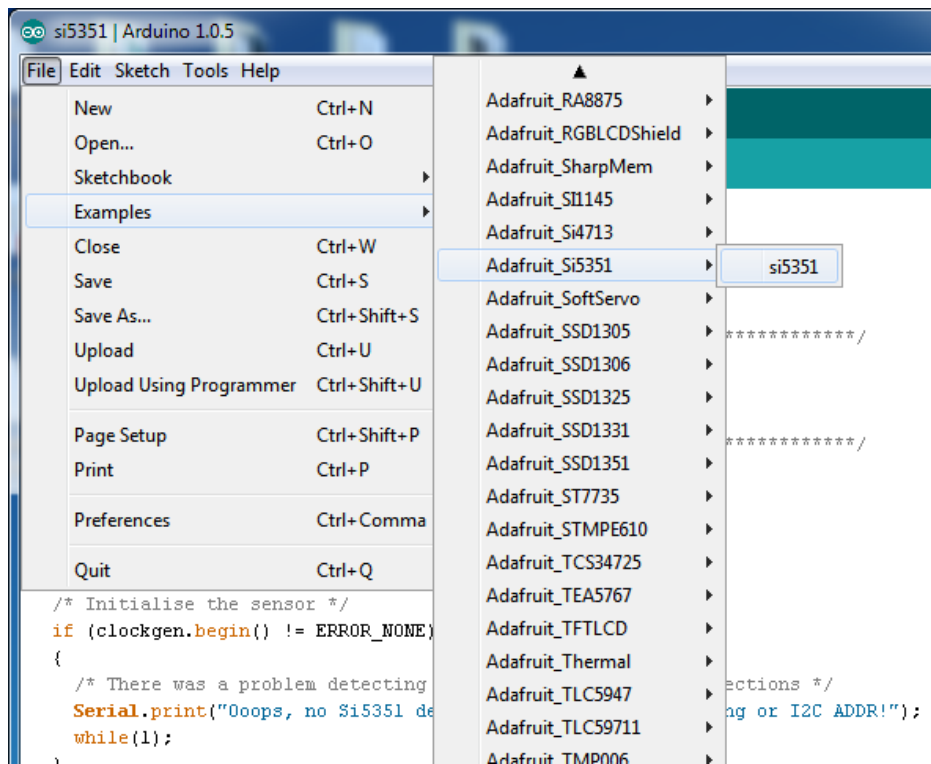 si5351 | Arduino 1.0.5
File Edit Sketch Tools Help
New Ctrl+N
Open... Ctrl+O
Sketchbook
Examples
Close Ctrl+W
Save Ctrl+S
Save As... Ctrl+Shift+S
Upload Ctrl+U
Upload Using Programmer Ctrl+Shift+U
Page Setup Ctrl+Shift+P
Print Ctrl+P
Preferences Ctrl+Comma
Quit Ctrl+Q
Adafruit_RA8875
Adafruit_RGBLCDShield
Adafruit_SharpMem
Adafruit_SI1145
Adafruit_Si4713
Adafruit_Si5351
Adafruit_SoftServo
Adafruit_SSD1305
Adafruit_SSD1306
Adafruit_SSD1325
Adafruit_SSD1331
Adafruit_SSD1351
Adafruit_ST7735
Adafruit_STMPE610
Adafruit_TCS34725
Adafruit_TEA5767
Adafruit_TFTLCD
Adafruit_Thermal
Adafruit_TLC5947
Adafruit_TLC59711
Adafruit_TMP006
si5351
************/
************/
/* Initialise the sensor */
if (clockgen.begin() != ERROR_NONE)
{
/* There was a problem detecting ections */
Serial.print("Ooops, no Si5351 de ng or I2C ADDR!");
while(1);
}